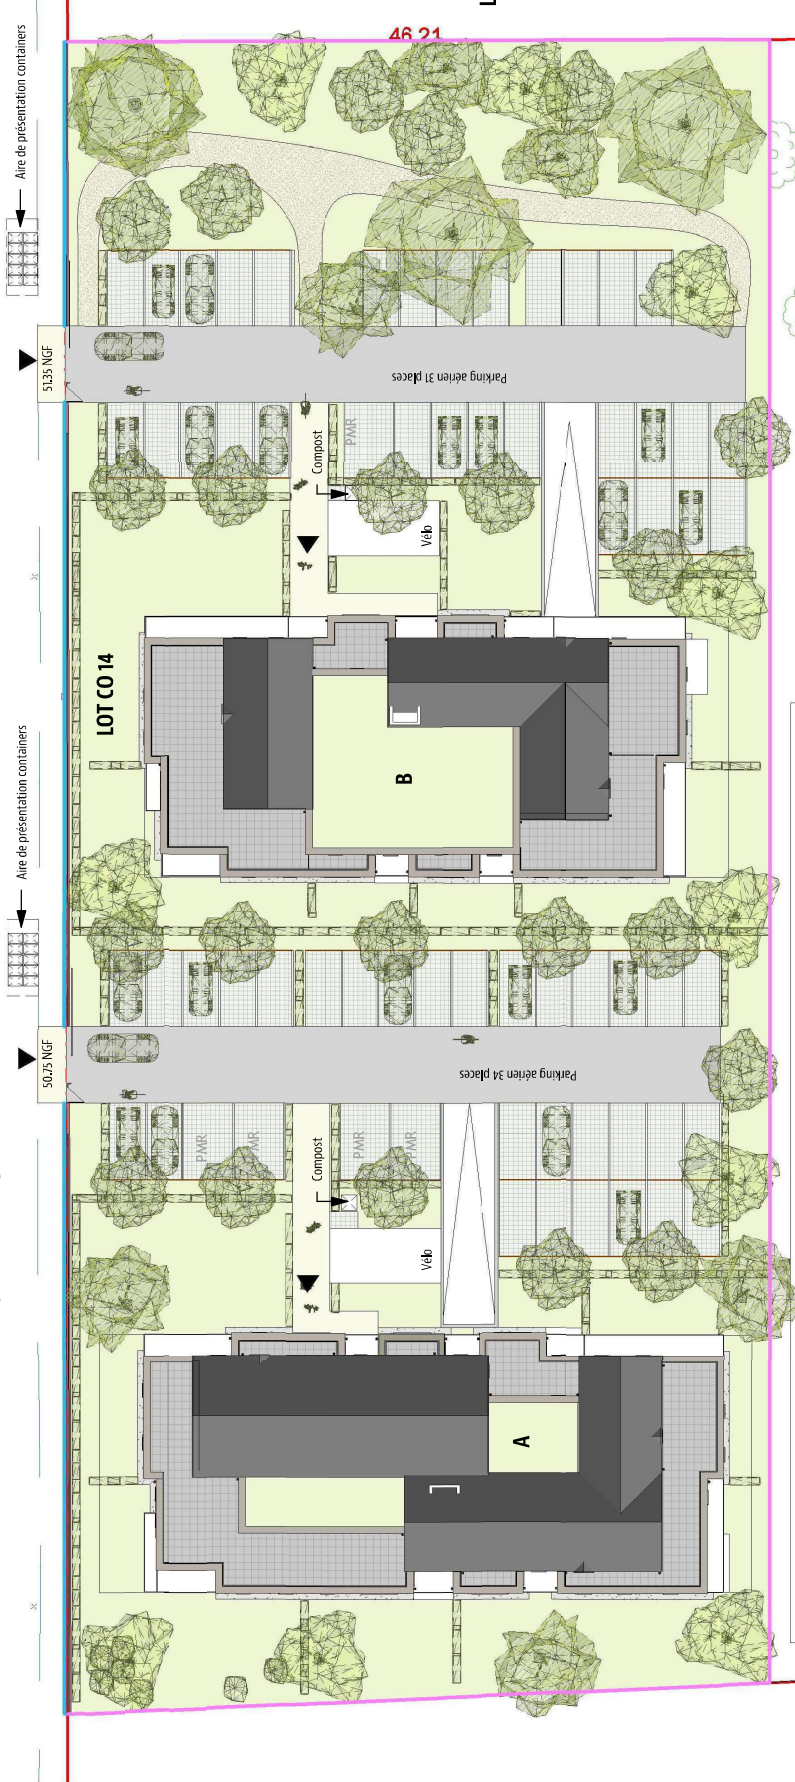 46.21
Aire de présentation containers
51.35 NGF
Parking aérien 31 places
PMR
Compost
Vélo
LOT CO 14
B
Aire de présentation containers
50.75 NGF
Parking aérien 34 places
PMR
PMR
PMR
PMR
Compost
Vélo
A